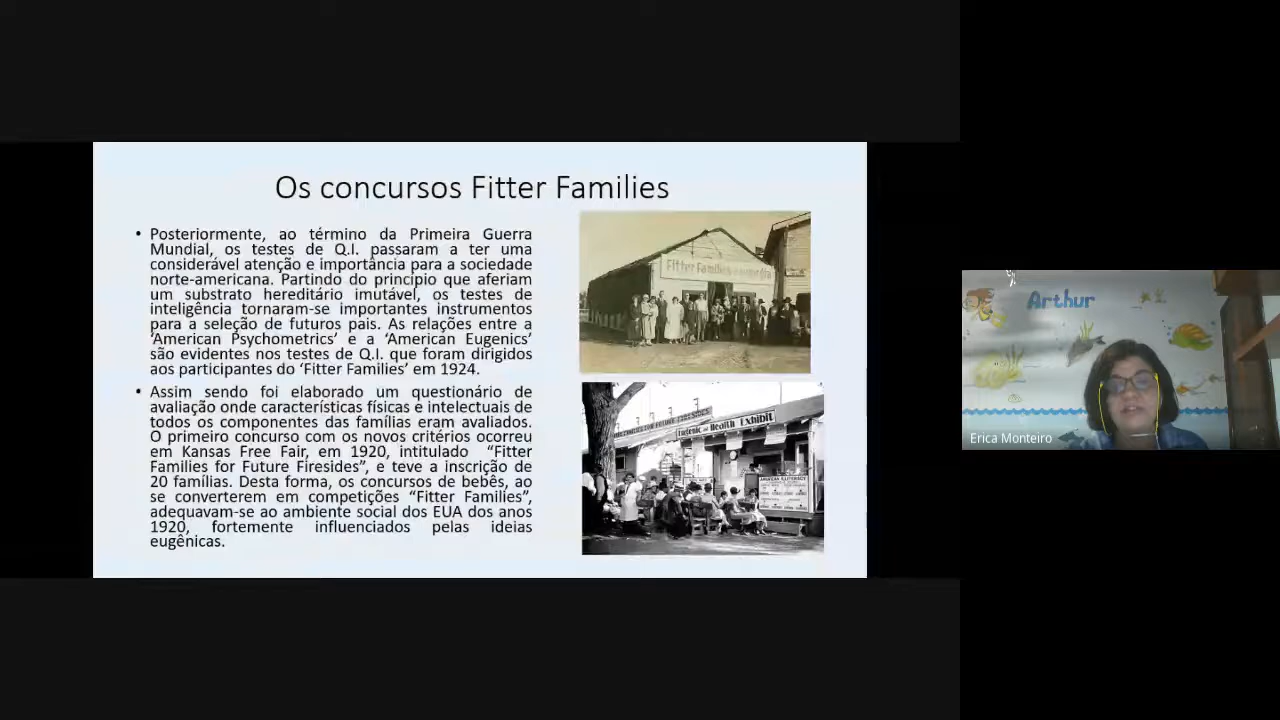 Os concursos Fitter Families
• Posteriormente, ao término da Primeira Guerra
Mundial, os testes de Q.I. passaram a ter uma
considerável atenção e importância para a sociedade
norte-americana. Partindo do principio que aferiam
um substrato hereditário imutável, os testes de
inteligência tornaram-se importantes instrumentos
para a seleção de futuros pais. As relações entre a
‘American Psychometrics’ e a ‘American Eugenics’
são evidentes nos testes de Q.I. que foram dirigidos
aos participantes do ‘Fitter Families’ em 1924.
• Assim sendo foi elaborado um questionário de
avaliação onde características físicas e intelectuais de
todos os componentes das famílias eram avaliados.
O primeiro concurso com os novos critérios ocorreu
em Kansas Free Fair, em 1920, intitulado “Fitter
Families for Future Firesides”, e teve a inscrição de
20 famílias. Desta forma, os concursos de bebês, ao
se converterem em competições “Fitter Families”,
adequavam-se ao ambiente social dos EUA dos anos
1920, fortemente influenciados pelas ideias
eugênicas.
Fitter Families
FOR FUTURE FIRESIDES
Eugenic and Health Exhibit
Arthur
Erica Monteiro